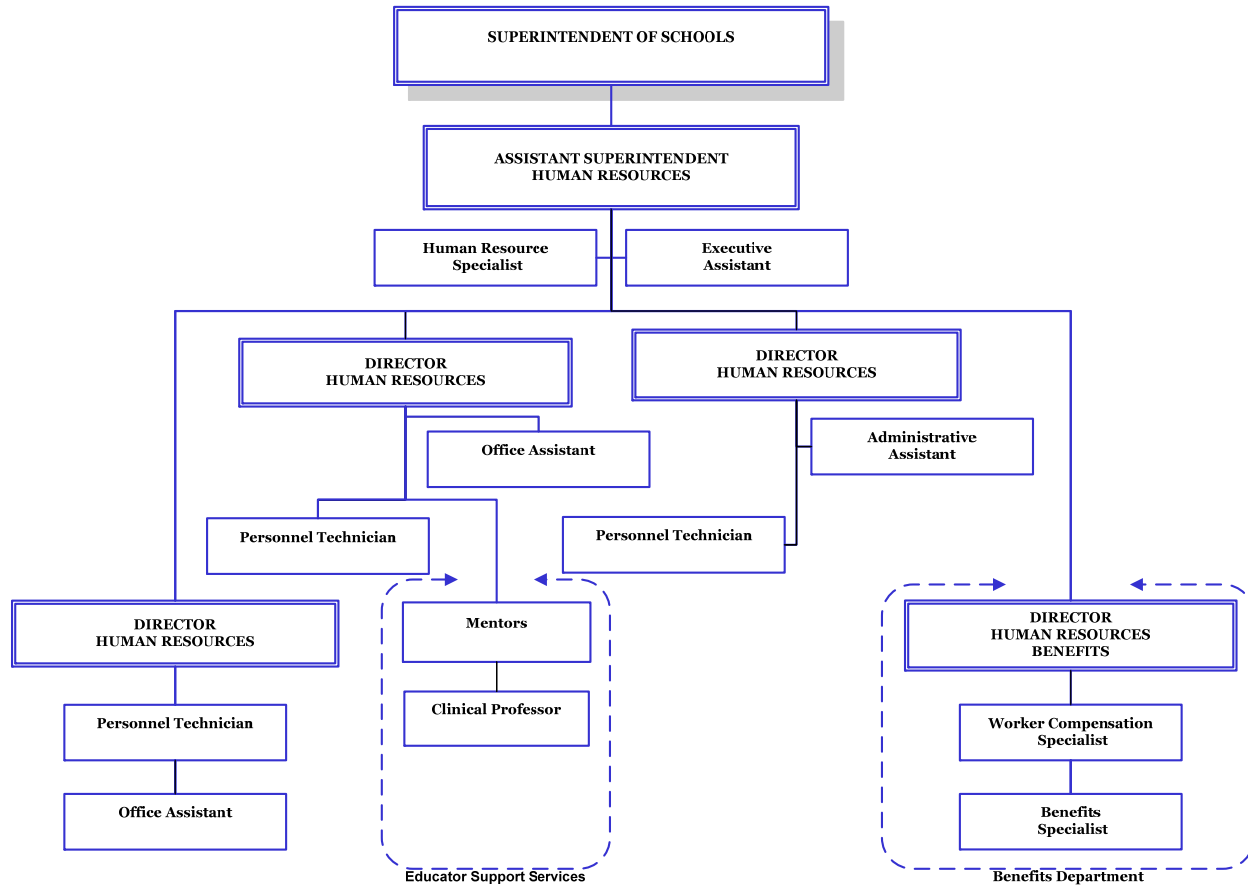 SUPERINTENDENT OF SCHOOLS
ASSISTANT SUPERINTENDENT
HUMAN RESOURCES
Human Resource
Specialist
Executive
Assistant
DIRECTOR
HUMAN RESOURCES
DIRECTOR
HUMAN RESOURCES
Office Assistant
Administrative
Assistant
Personnel Technician
Personnel Technician
DIRECTOR
HUMAN RESOURCES
Mentors
DIRECTOR
HUMAN RESOURCES
BENEFITS
Personnel Technician
Clinical Professor
Worker Compensation
Specialist
Office Assistant
Benefits
Specialist
Educator Support Services
Benefits Department